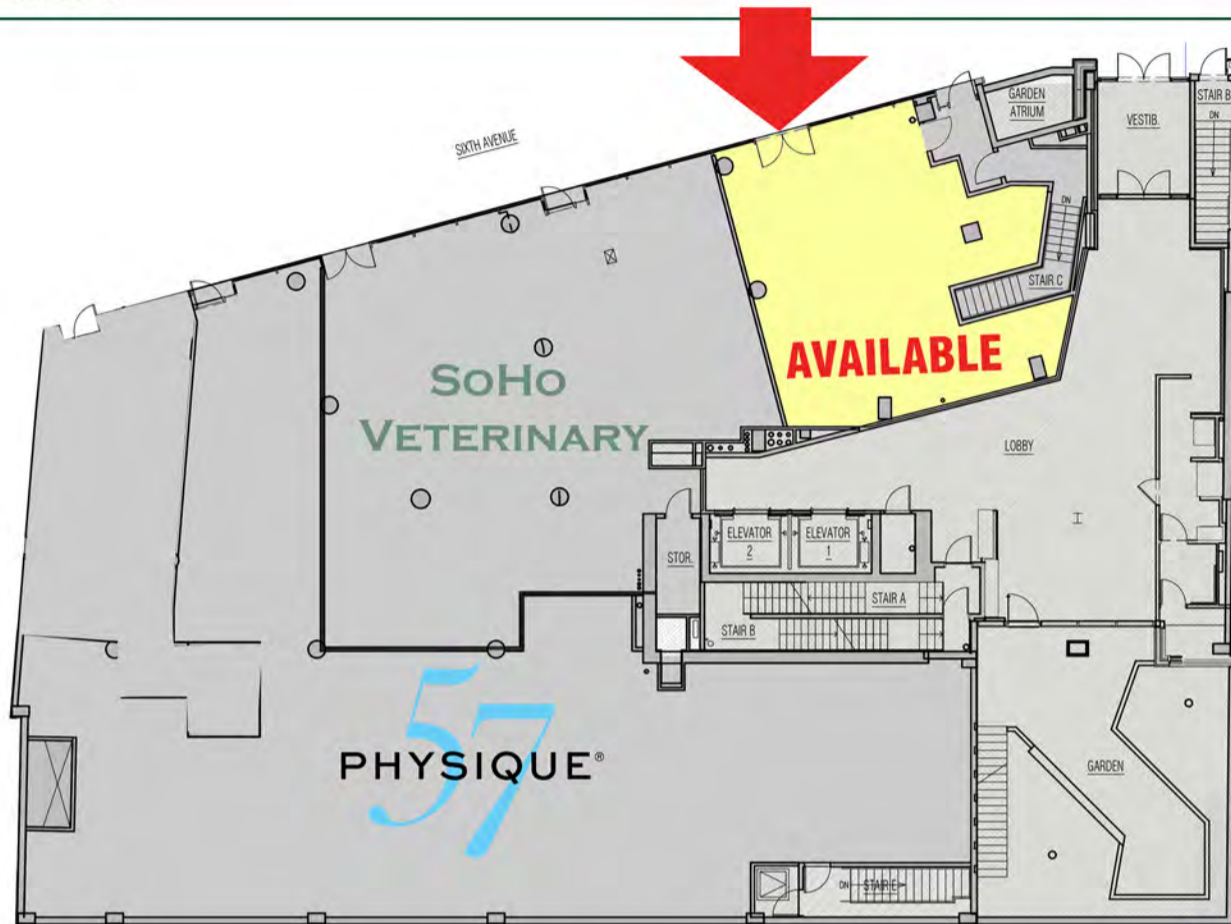 SIXTH AVENUE
GARDEN
ATRIUM
VESTIB.
STAIR B
DN
DN
STAIR C
AVAILABLE
SOHO
VETERINARY
LOBBY
ELEVATOR
2
ELEVATOR
1
STOR.
STAIR A
STAIR B
57
PHYSIQUE®
GARDEN
DN
STAIR E